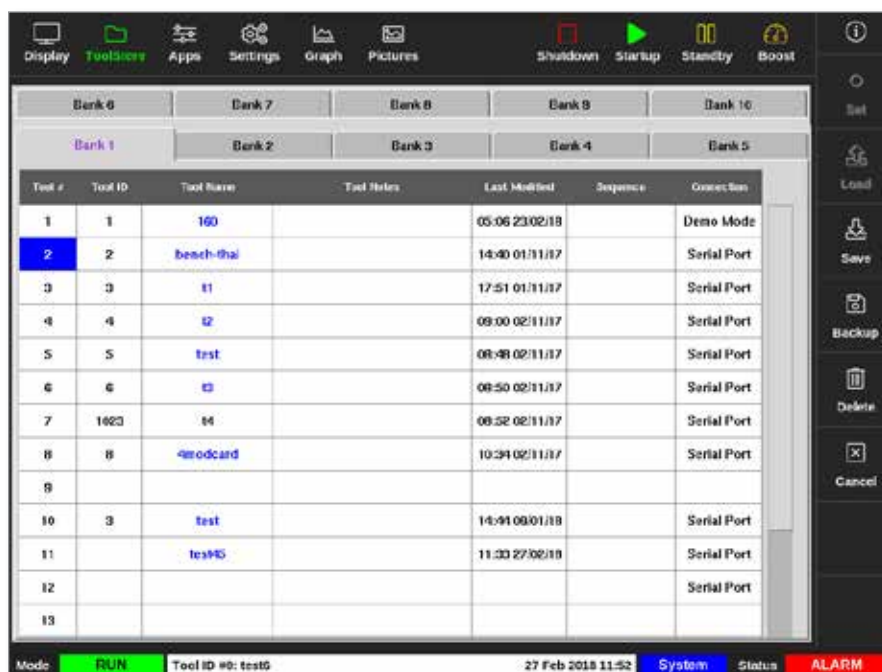 Display ToolStore Apps Settings Graph Pictures Shutdown Startup Standby Boost
Set
Load
Save
Backup
Delete
Cancel
Bank 6 Bank 7 Bank 8 Bank 9 Bank 10
Bank 1 Bank 2 Bank 3 Bank 4 Bank 5
Tool # Tool ID Tool Name Tool Notes Last Modified Sequence Connection
1 1 160 05:06 23/02/18 Demo Mode
2 2 bench-thai 14:40 01/11/17 Serial Port
3 3 t1 17:51 01/11/17 Serial Port
4 4 t2 09:00 02/11/17 Serial Port
5 5 test 08:48 02/11/17 Serial Port
6 6 t3 08:50 02/11/17 Serial Port
7 1623 t4 08:52 02/11/17 Serial Port
8 8 4modcard 10:34 02/11/17 Serial Port
9
10 3 test 14:44 Serial Port
11 test45 11:33 27/02/18 Serial Port
12 Serial Port
13
Mode RUN Tool ID #0: test6 27 Feb 2018 11:52 System Status ALARM